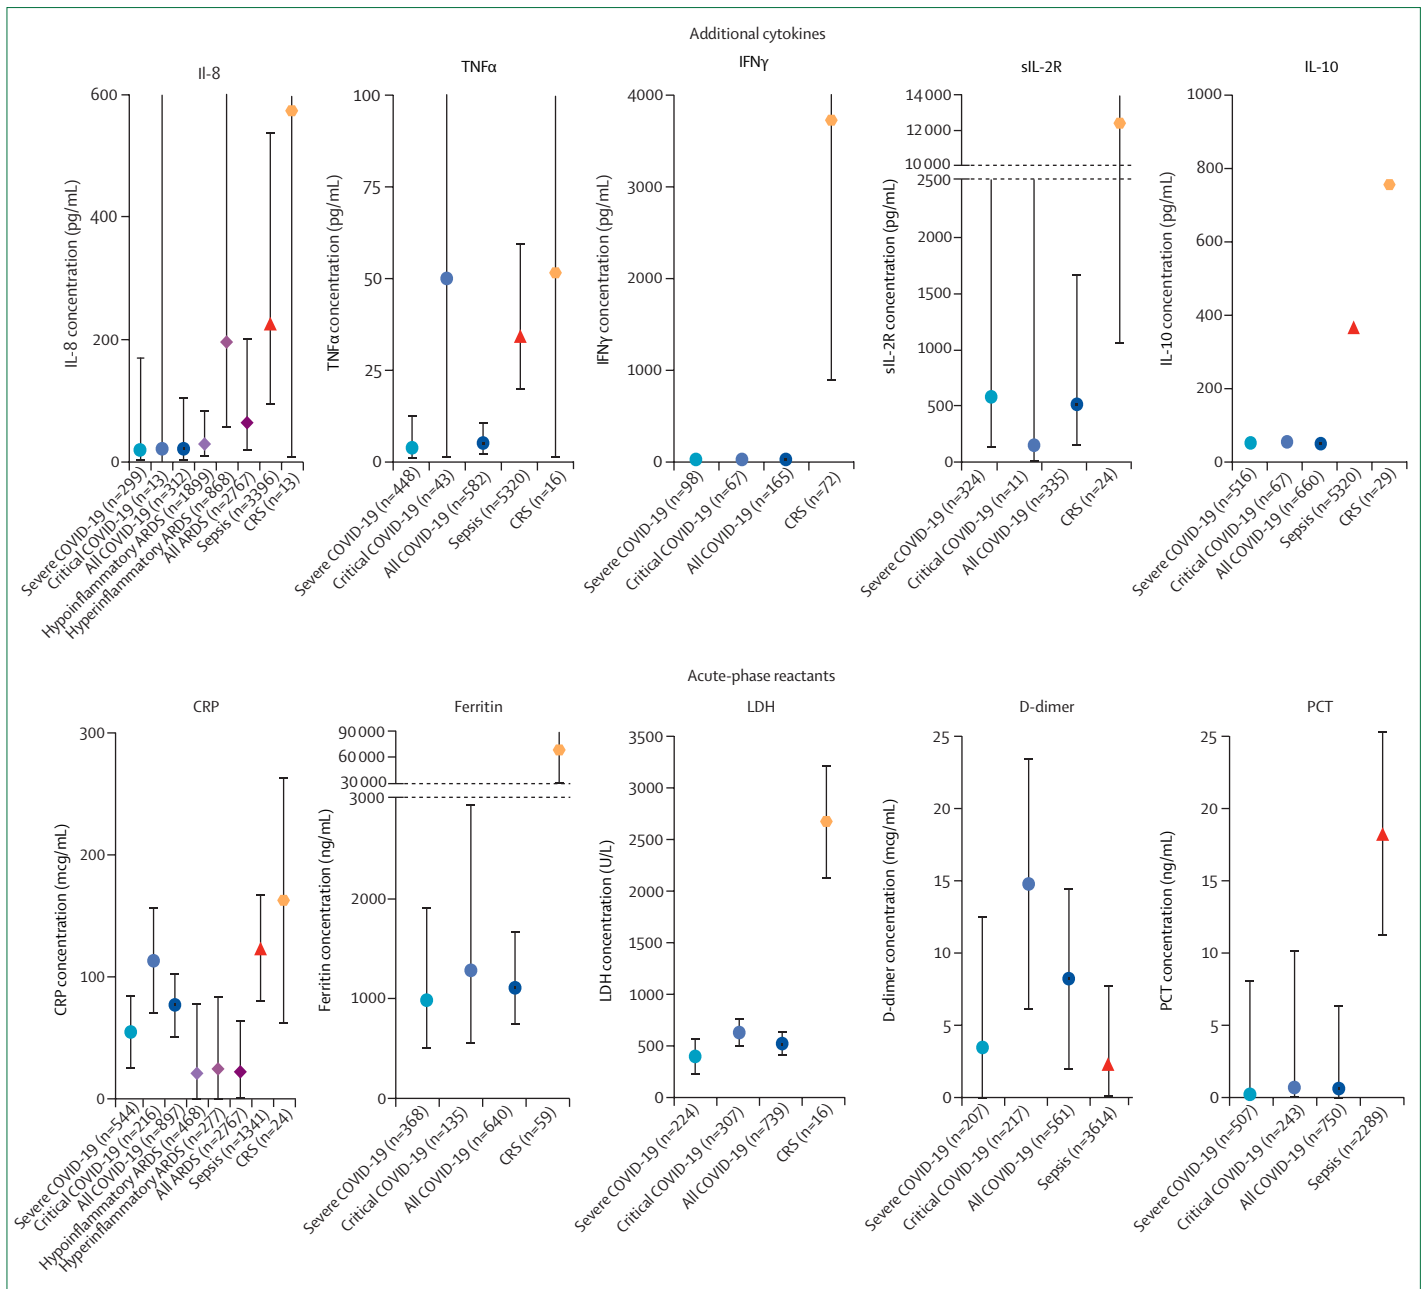 Additional cytokines
Il-8
IL-8 concentration (pg/mL)
600
400
200
0
Severe COVID-19 (n=299)
Critical COVID-19 (n=13)
All COVID-19 (n=312)
Hypoinflammatory ARDS (n=1899)
Hyperinflammatory ARDS (n=868)
All ARDS (n=2767)
Sepsis (n=3396)
CRS (n=13)
TNFα
TNFα concentration (pg/mL)
100
75
50
25
0
Severe COVID-19 (n=448)
Critical COVID-19 (n=43)
All COVID-19 (n=582)
Sepsis (n=5320)
CRS (n=16)
IFNγ
IFNγ concentration (pg/mL)
4000
3000
2000
1000
0
Severe COVID-19 (n=98)
Critical COVID-19 (n=67)
All COVID-19 (n=165)
CRS (n=72)
sIL-2R
sIL-2R concentration (pg/mL)
14 000
12 000
10 000
2500
2000
1500
1000
500
0
Severe COVID-19 (n=324)
Critical COVID-19 (n=11)
All COVID-19 (n=335)
CRS (n=24)
IL-10
IL-10 concentration (pg/mL)
1000
800
600
400
200
0
Severe COVID-19 (n=516)
Critical COVID-19 (n=67)
All COVID-19 (n=660)
Sepsis (n=5320)
CRS (n=29)
Acute-phase reactants
CRP
CRP concentration (mcg/mL)
300
200
100
0
Severe COVID-19 (n=544)
Critical COVID-19 (n=216)
All COVID-19 (n=897)
Hypoinflammatory ARDS (n=468)
Hyperinflammatory ARDS (n=277)
All ARDS (n=2767)
Sepsis (n=1341)
CRS (n=24)
Ferritin
Ferritin concentration (ng/mL)
90 000
60 000
30 000
3000
2000
1000
0
Severe COVID-19 (n=368)
Critical COVID-19 (n=135)
All COVID-19 (n=640)
CRS (n=59)
LDH
LDH concentration (U/L)
3500
3000
2500
2000
2500
1000
500
0
Severe COVID-19 (n=224)
Critical COVID-19 (n=307)
All COVID-19 (n=739)
CRS (n=16)
D-dimer
D-dimer concentration (mcg/mL)
25
20
15
10
5
0
Severe COVID-19 (n=207)
Critical COVID-19 (n=217)
All COVID-19 (n=561)
Sepsis (n=3614)
PCT
PCT concentration (ng/mL)
25
20
15
10
5
0
Severe COVID-19 (n=507)
Critical COVID-19 (n=243)
All COVID-19 (n=750)
Sepsis (n=2289)